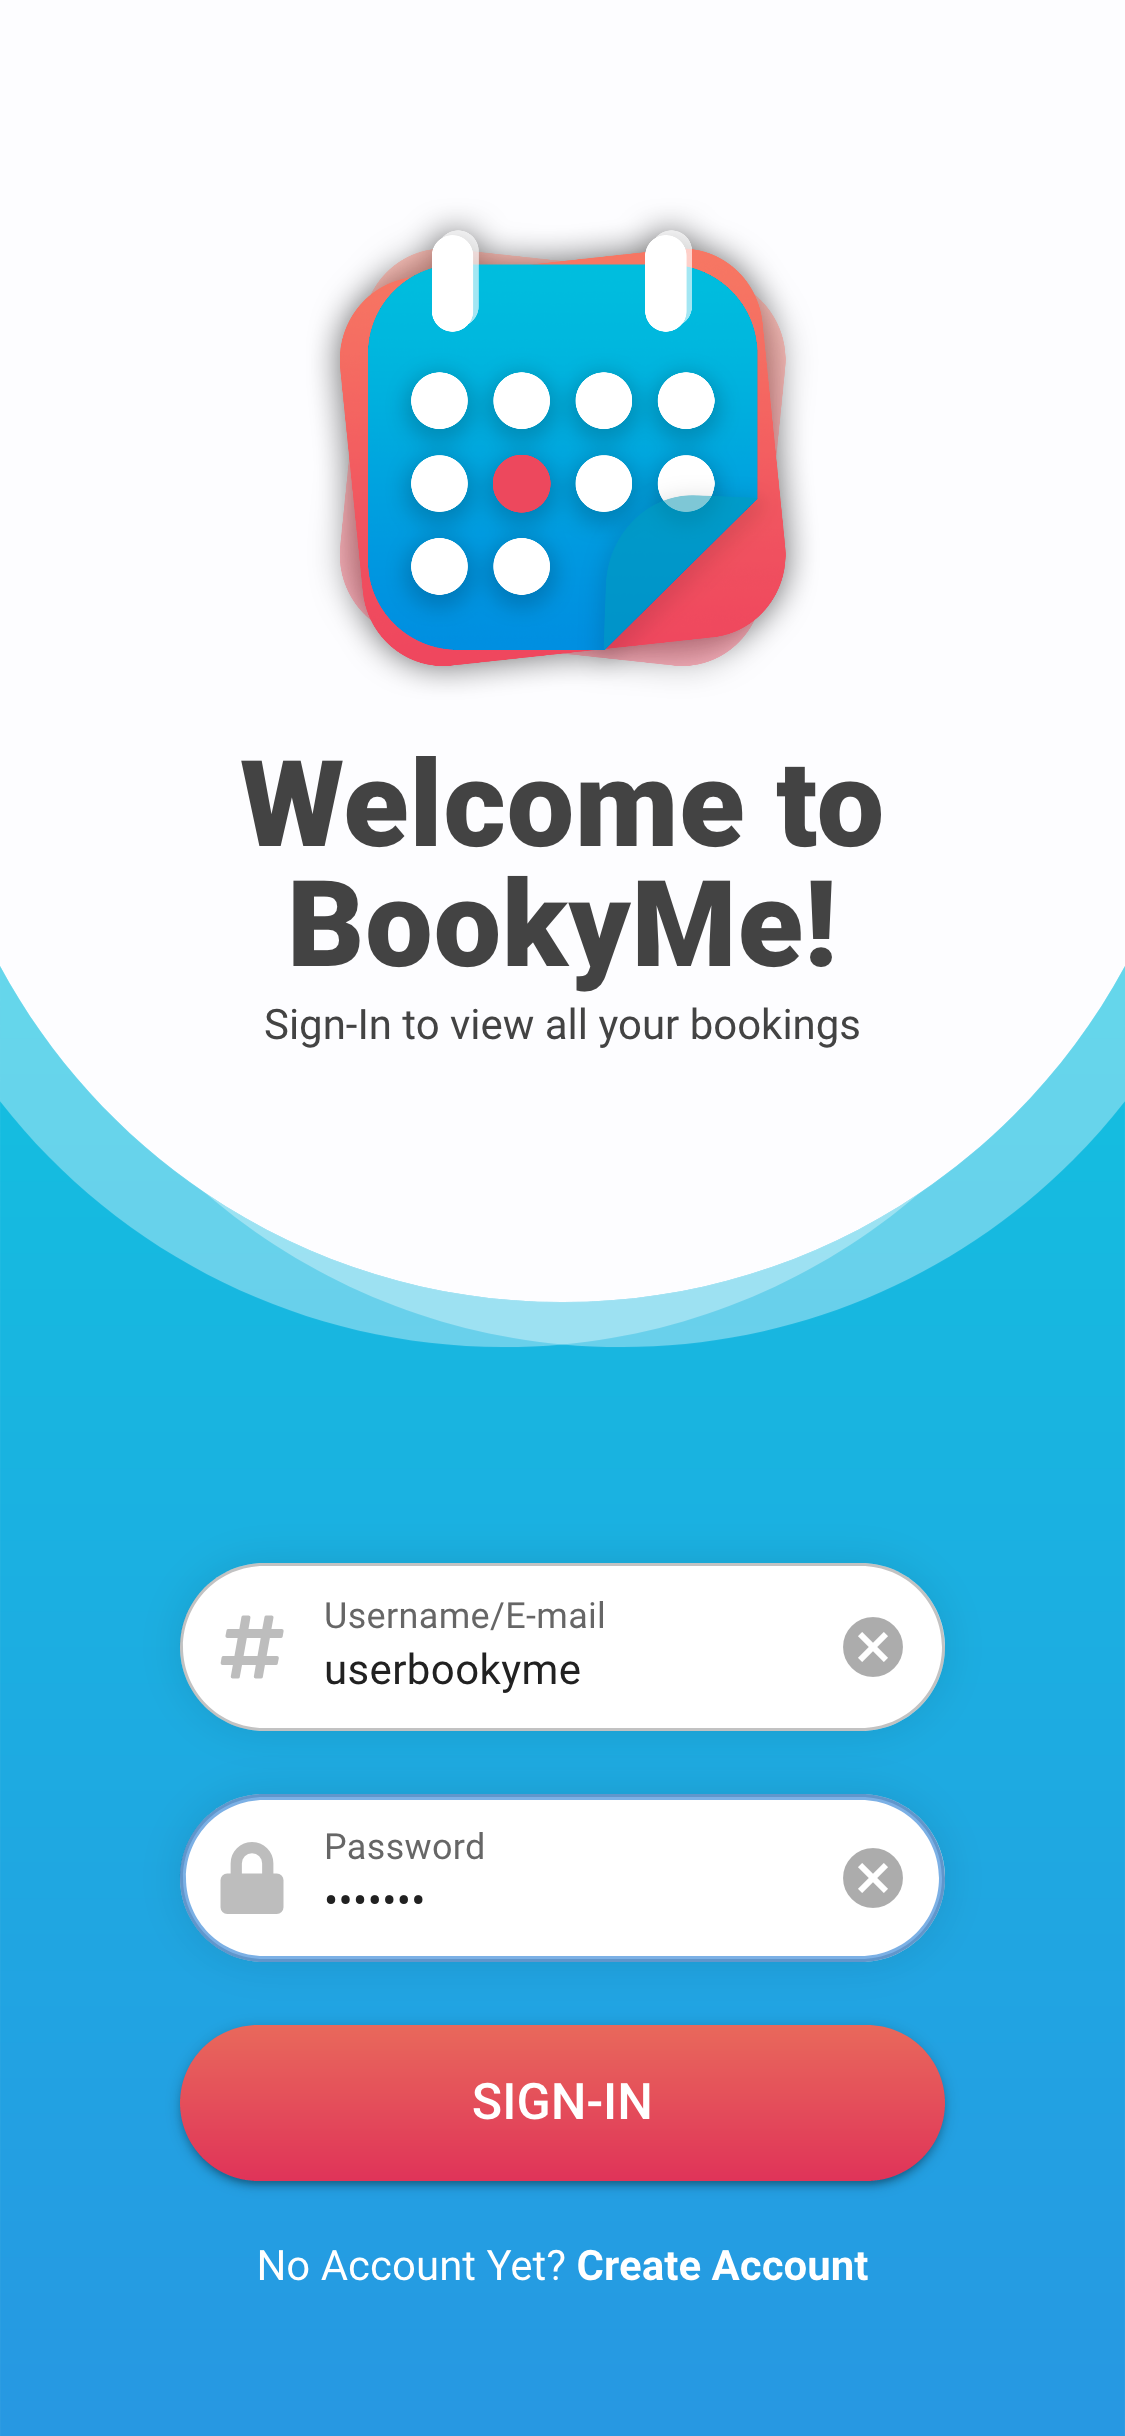 Welcome to
BookyMe!
Sign-In to view all your bookings
Username/E-mail
userbookyme
Password
•••••••
SIGN-IN
No Account Yet? Create Account